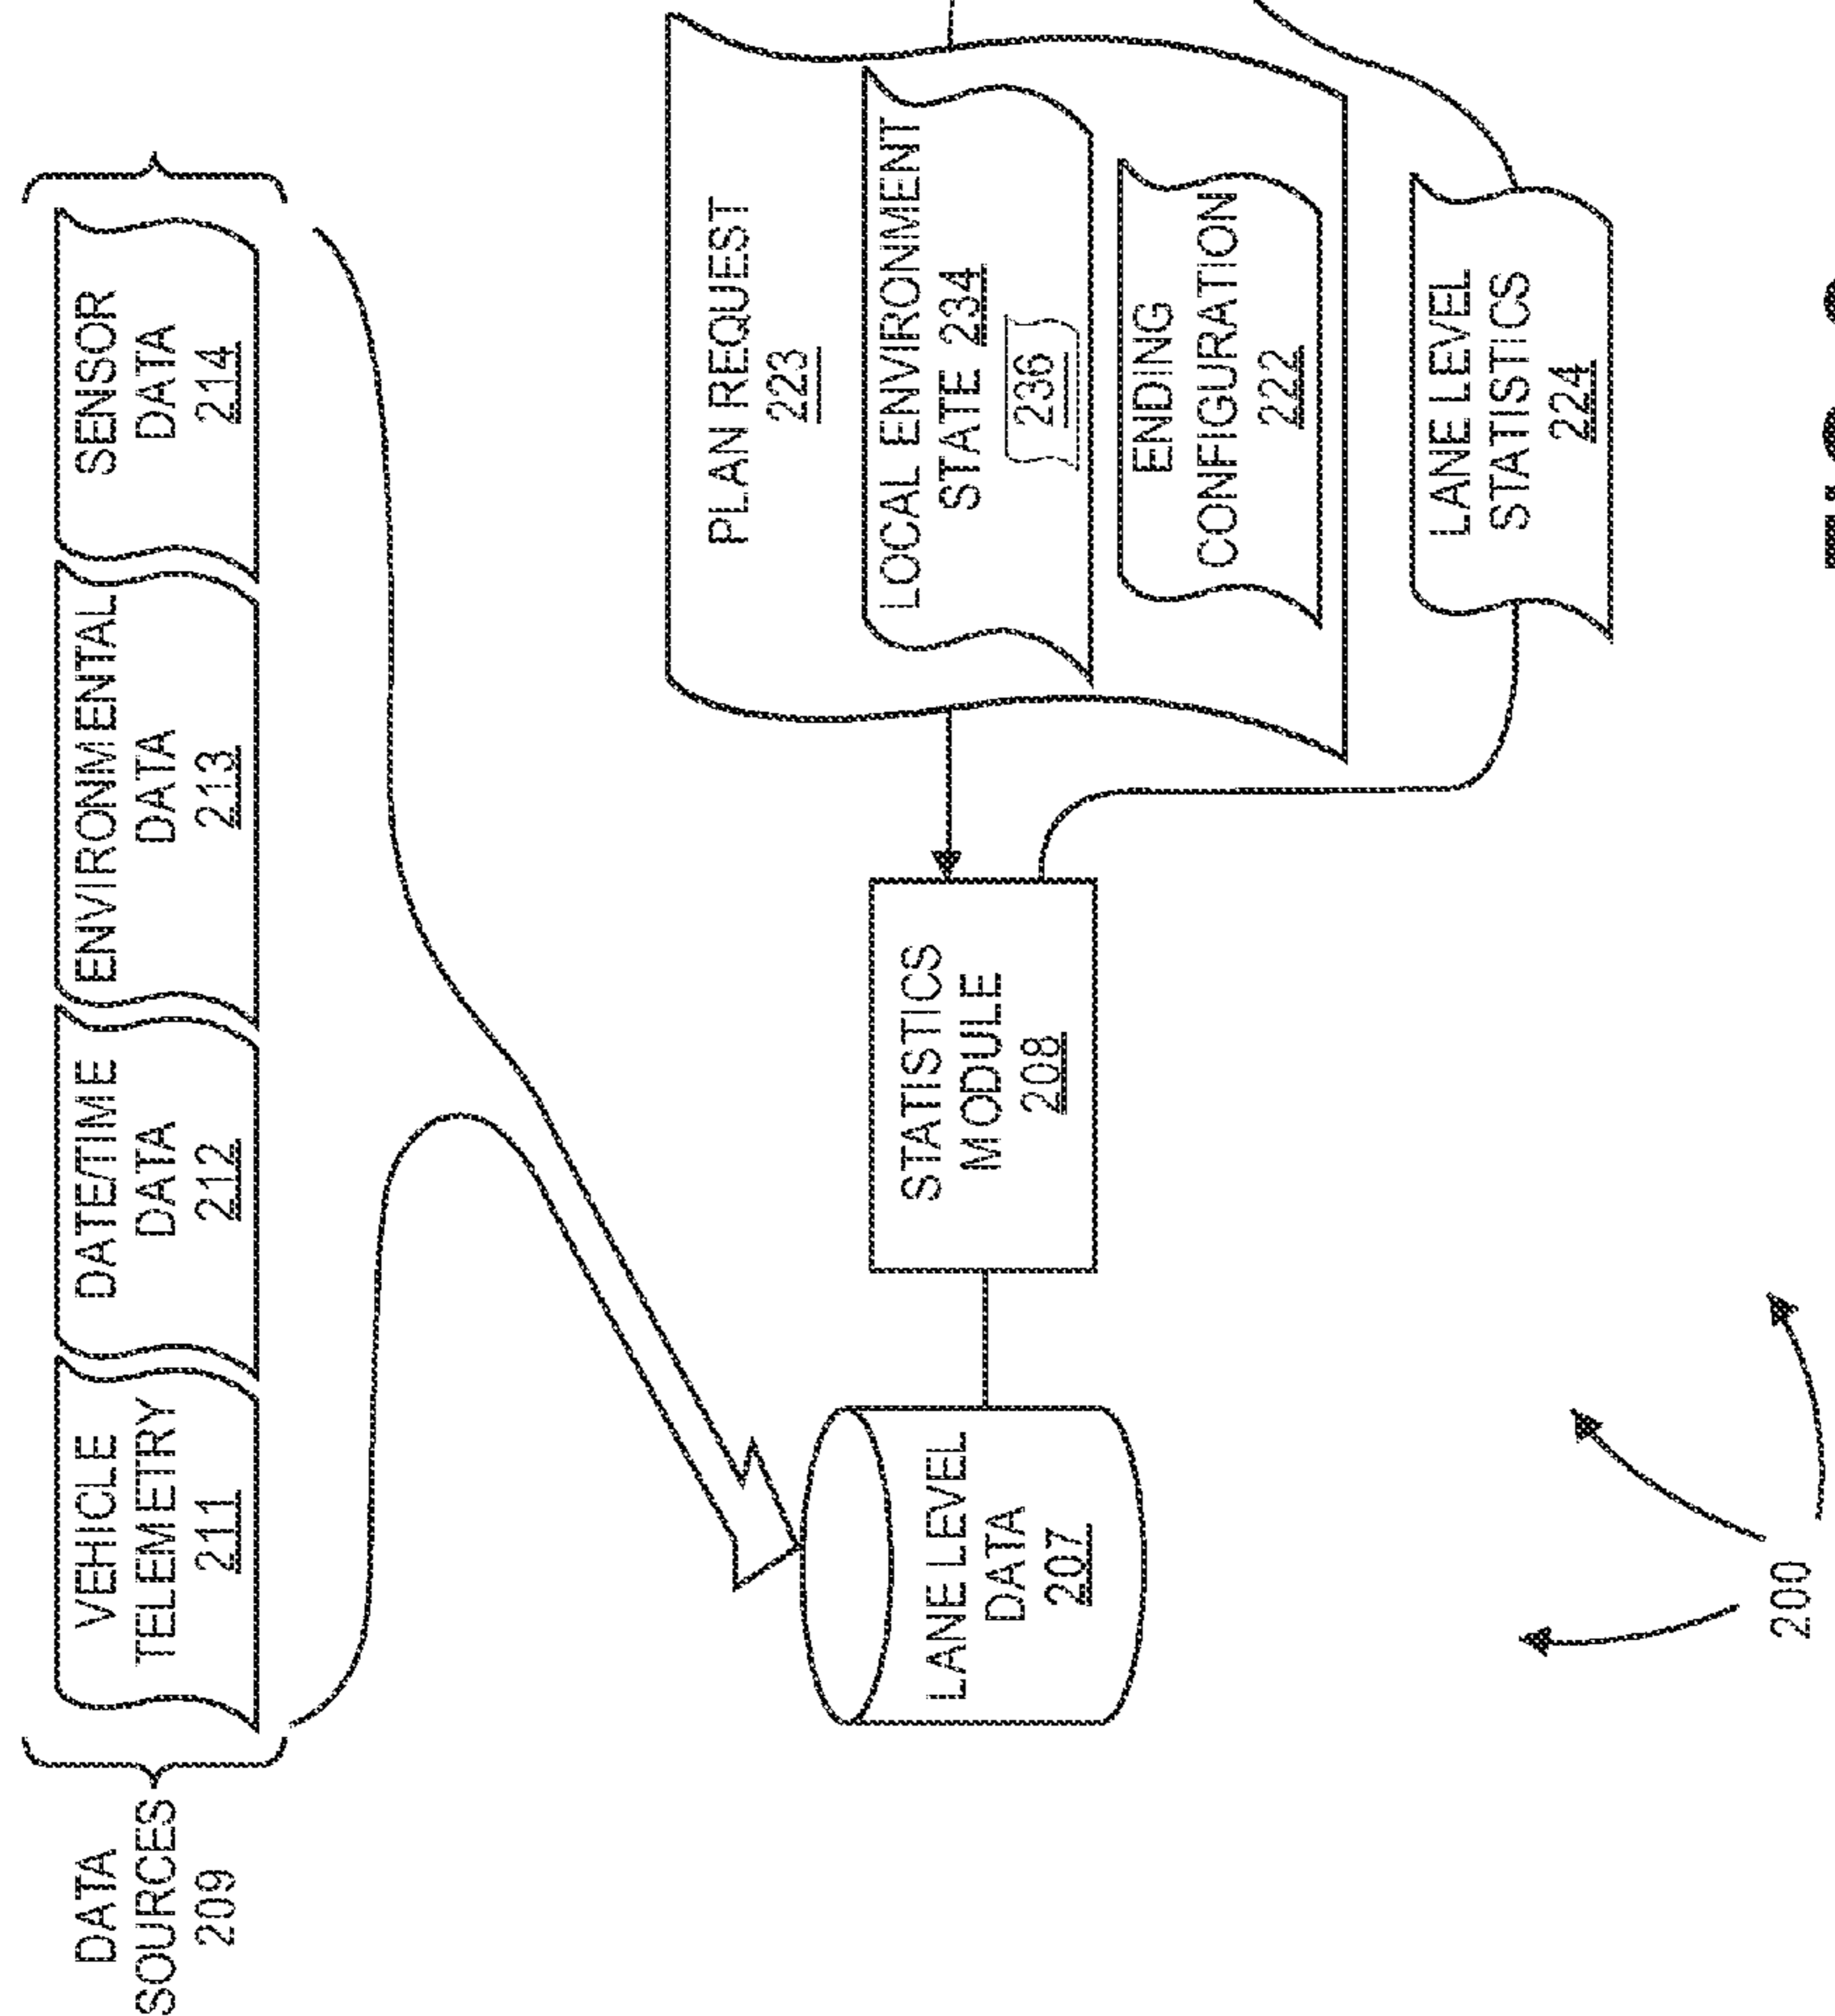 DATA
SOURCES
209
VEHICLE
TELEMETRY
211
DATE/TIME
DATA
212
ENVIRONMENTAL
DATA
213
SENSOR
DATA
214
LANE LEVEL
DATA
207
STATISTICS
MODULE
208
PLAN REQUEST
223
LOCAL ENVIRONMENT
STATE 234
236
ENDING
CONFIGURATION
222
LANE LEVEL
STATISTICS
224
200